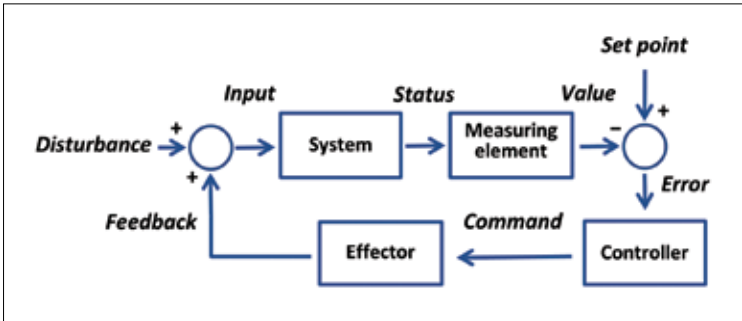 Set point
Input
Status
Value
+
Disturbance
+
System
Measuring
element
−
+
Error
Feedback
Command
Effector
Controller